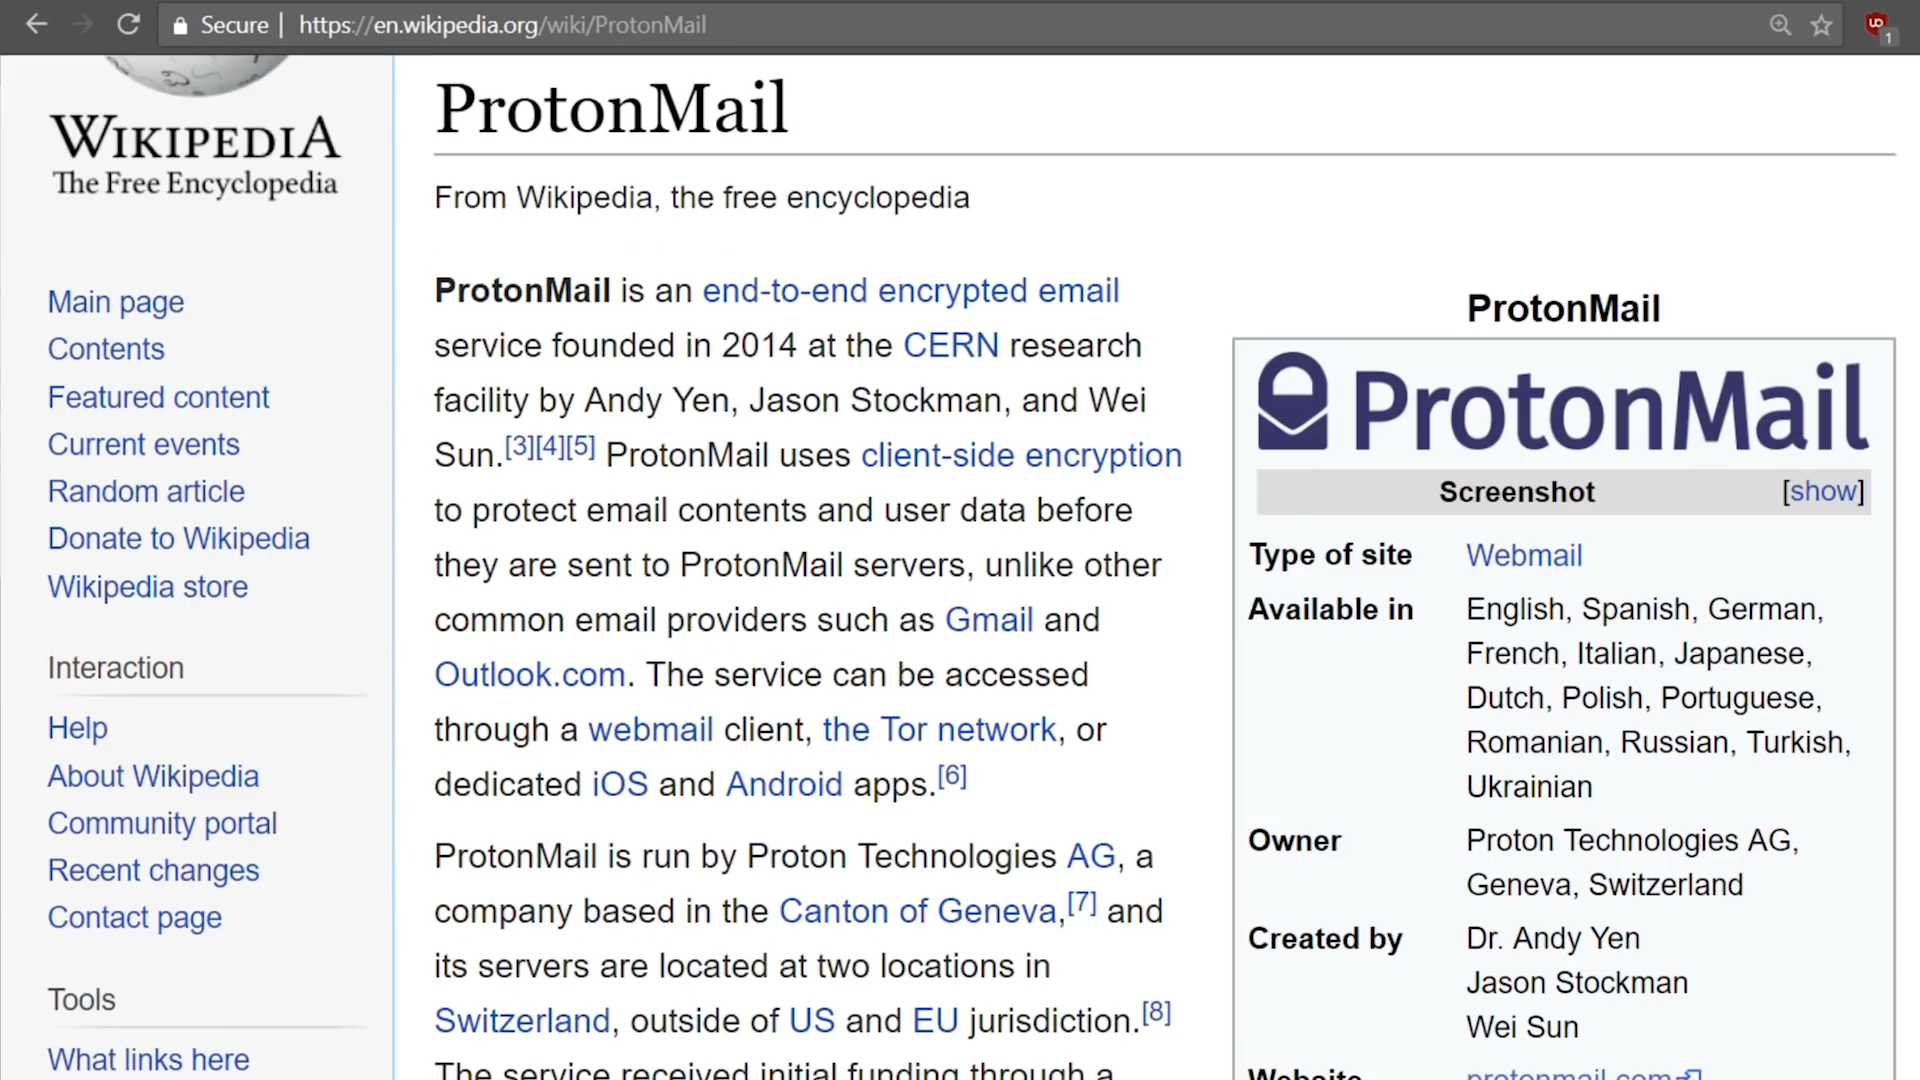 Secure | https://en.wikipedia.org/wiki/ProtonMail
1
WIKIPEDIA
The Free Encyclopedia
Main page
Contents
Featured content
Current events
Random article
Donate to Wikipedia
Wikipedia store
Interaction
Help
About Wikipedia
Community portal
Recent changes
Contact page
Tools
What links here
ProtonMail
From Wikipedia, the free encyclopedia
ProtonMail is an end-to-end encrypted email
service founded in 2014 at the CERN research
facility by Andy Yen, Jason Stockman, and Wei
Sun.[3][4][5] ProtonMail uses client-side encryption
to protect email contents and user data before
they are sent to ProtonMail servers, unlike other
common email providers such as Gmail and
Outlook.com. The service can be accessed
through a webmail client, the Tor network, or
dedicated iOS and Android apps.[6]
ProtonMail is run by Proton Technologies AG, a
company based in the Canton of Geneva,[7] and
its servers are located at two locations in
Switzerland, outside of US and EU jurisdiction.[8]
The service received initial funding through a
ProtonMail
ProtonMail
Screenshot [show]
Type of site Webmail
Available in English, Spanish, German,
French, Italian, Japanese,
Dutch, Polish, Portuguese,
Romanian, Russian, Turkish,
Ukrainian
Owner Proton Technologies AG,
Geneva, Switzerland
Created by Dr. Andy Yen
Jason Stockman
Wei Sun
Website protonmail.com